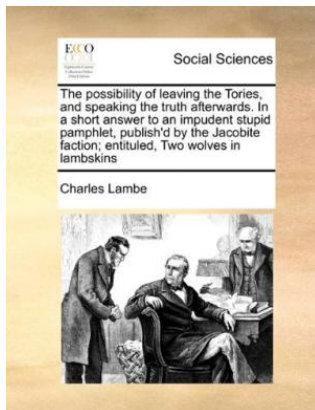 ECCO
Social Sciences
The possibility of leaving the Tories,
and speaking the truth afterwards. In
a short answer to an impudent stupid
pamphlet, publish'd by the Jacobite
faction; entituled, Two wolves in
lambskins
Charles Lambe